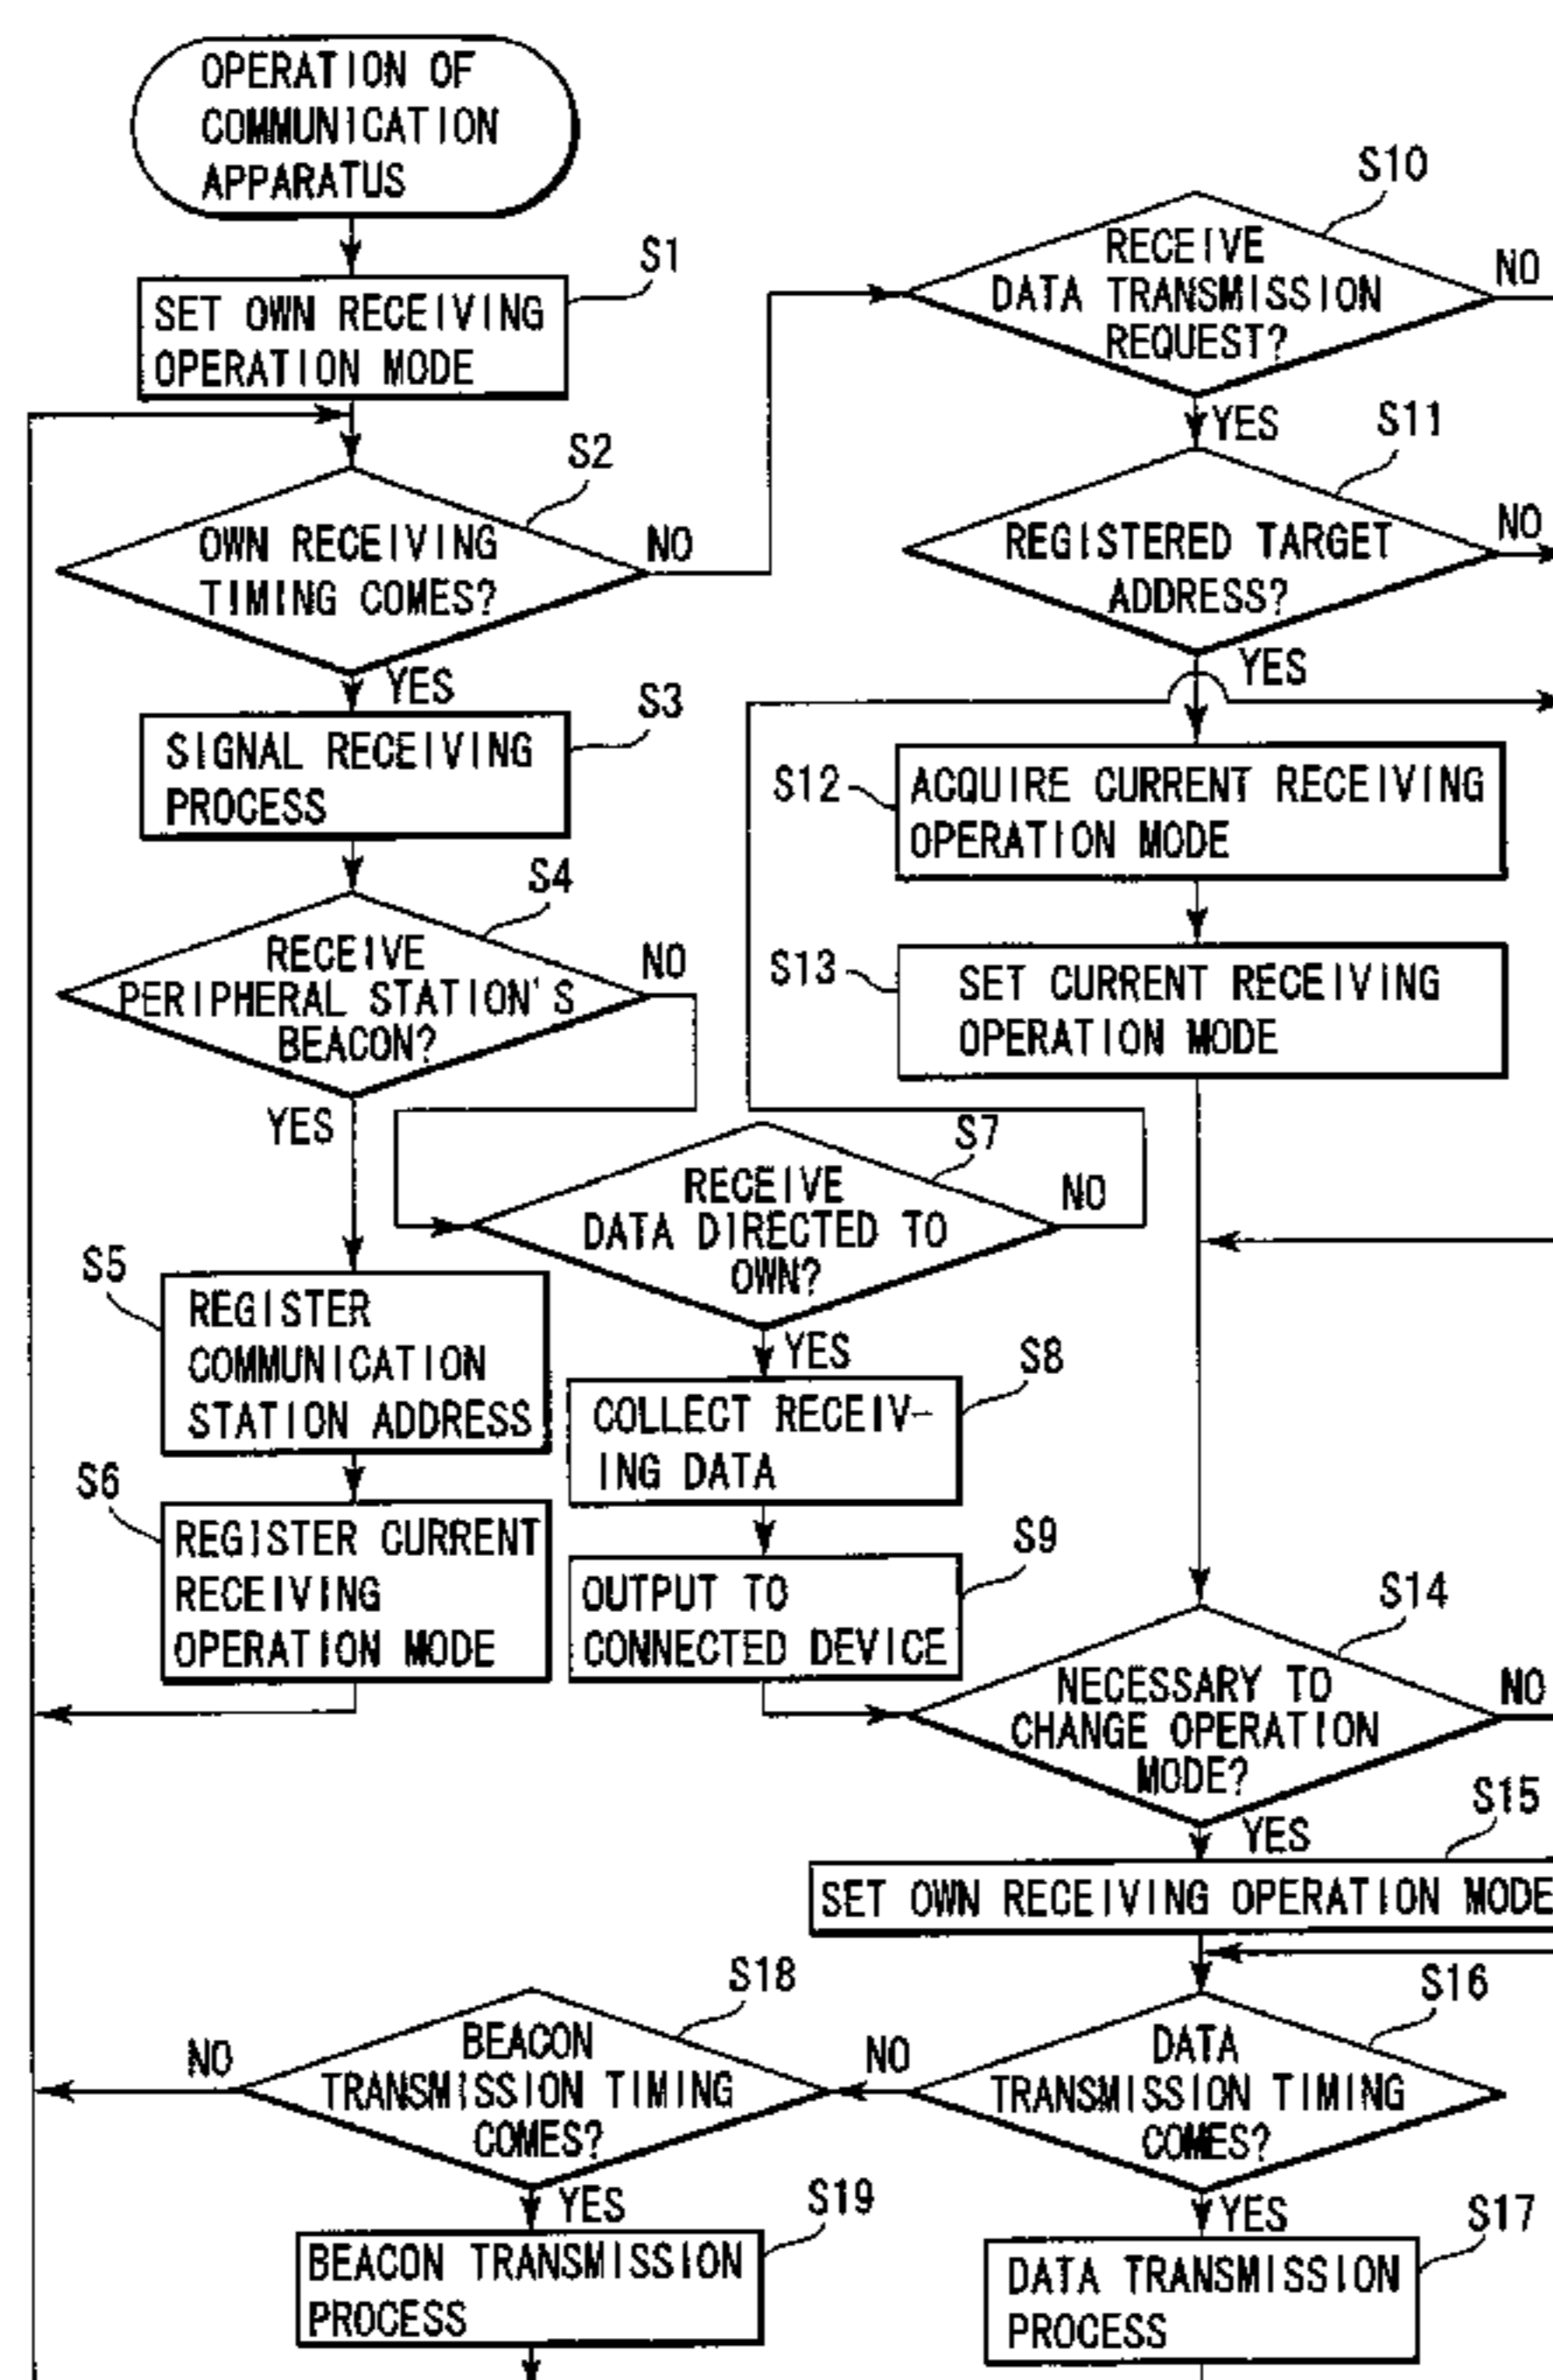 OPERATION OF
COMMUNICATION
APPARATUS
S1
SET OWN RECEIVING
OPERATION MODE
S2
OWN RECEIVING
TIMING COMES?
NO
YES
S3
SIGNAL RECEIVING
PROCESS
S4
RECEIVE
PERIPHERAL STATION'S
BEACON?
NO
YES
S5
REGISTER
COMMUNICATION
STATION ADDRESS
S6
REGISTER CURRENT
RECEIVING
OPERATION MODE
S7
RECEIVE
DATA DIRECTED TO
OWN?
NO
YES
S8
COLLECT RECEIV-
ING DATA
S9
OUTPUT TO
CONNECTED DEVICE
S10
RECEIVE
DATA TRANSMISSION
REQUEST?
NO
YES
S11
REGISTERED TARGET
ADDRESS?
NO
YES
S12
ACQUIRE CURRENT RECEIVING
OPERATION MODE
S13
SET CURRENT RECEIVING
OPERATION MODE
S14
NECESSARY TO
CHANGE OPERATION
MODE?
NO
YES
S15
SET OWN RECEIVING OPERATION MODE
S16
DATA
TRANSMISSION TIMING
COMES?
NO
YES
S17
DATA TRANSMISSION
PROCESS
S18
BEACON
TRANSMISSION TIMING
COMES?
NO
YES
S19
BEACON TRANSMISSION
PROCESS